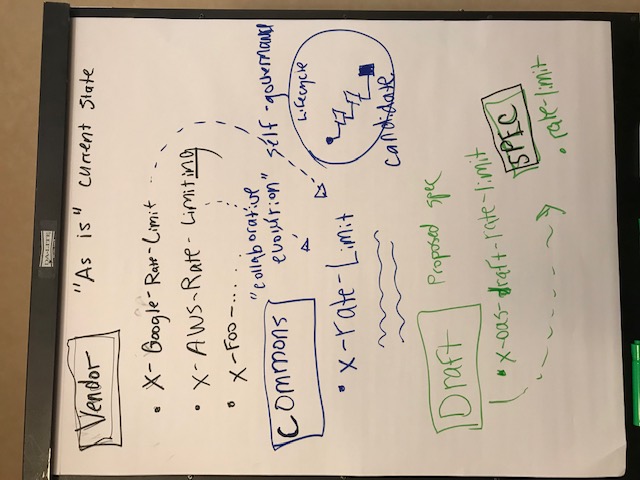 DA-LITE
Vendor "As is" current state
• X-Google-Rate-Limit
• X-AWS-Rate-Limiting
• X-Foo-.....
"collaborative evolution"
self-governance
Commons
Lifecycle
• x-rate-Limit
candidate
Draft Proposed spec
• x-oas-draft-rate-limit
SPEC
• rate-limit